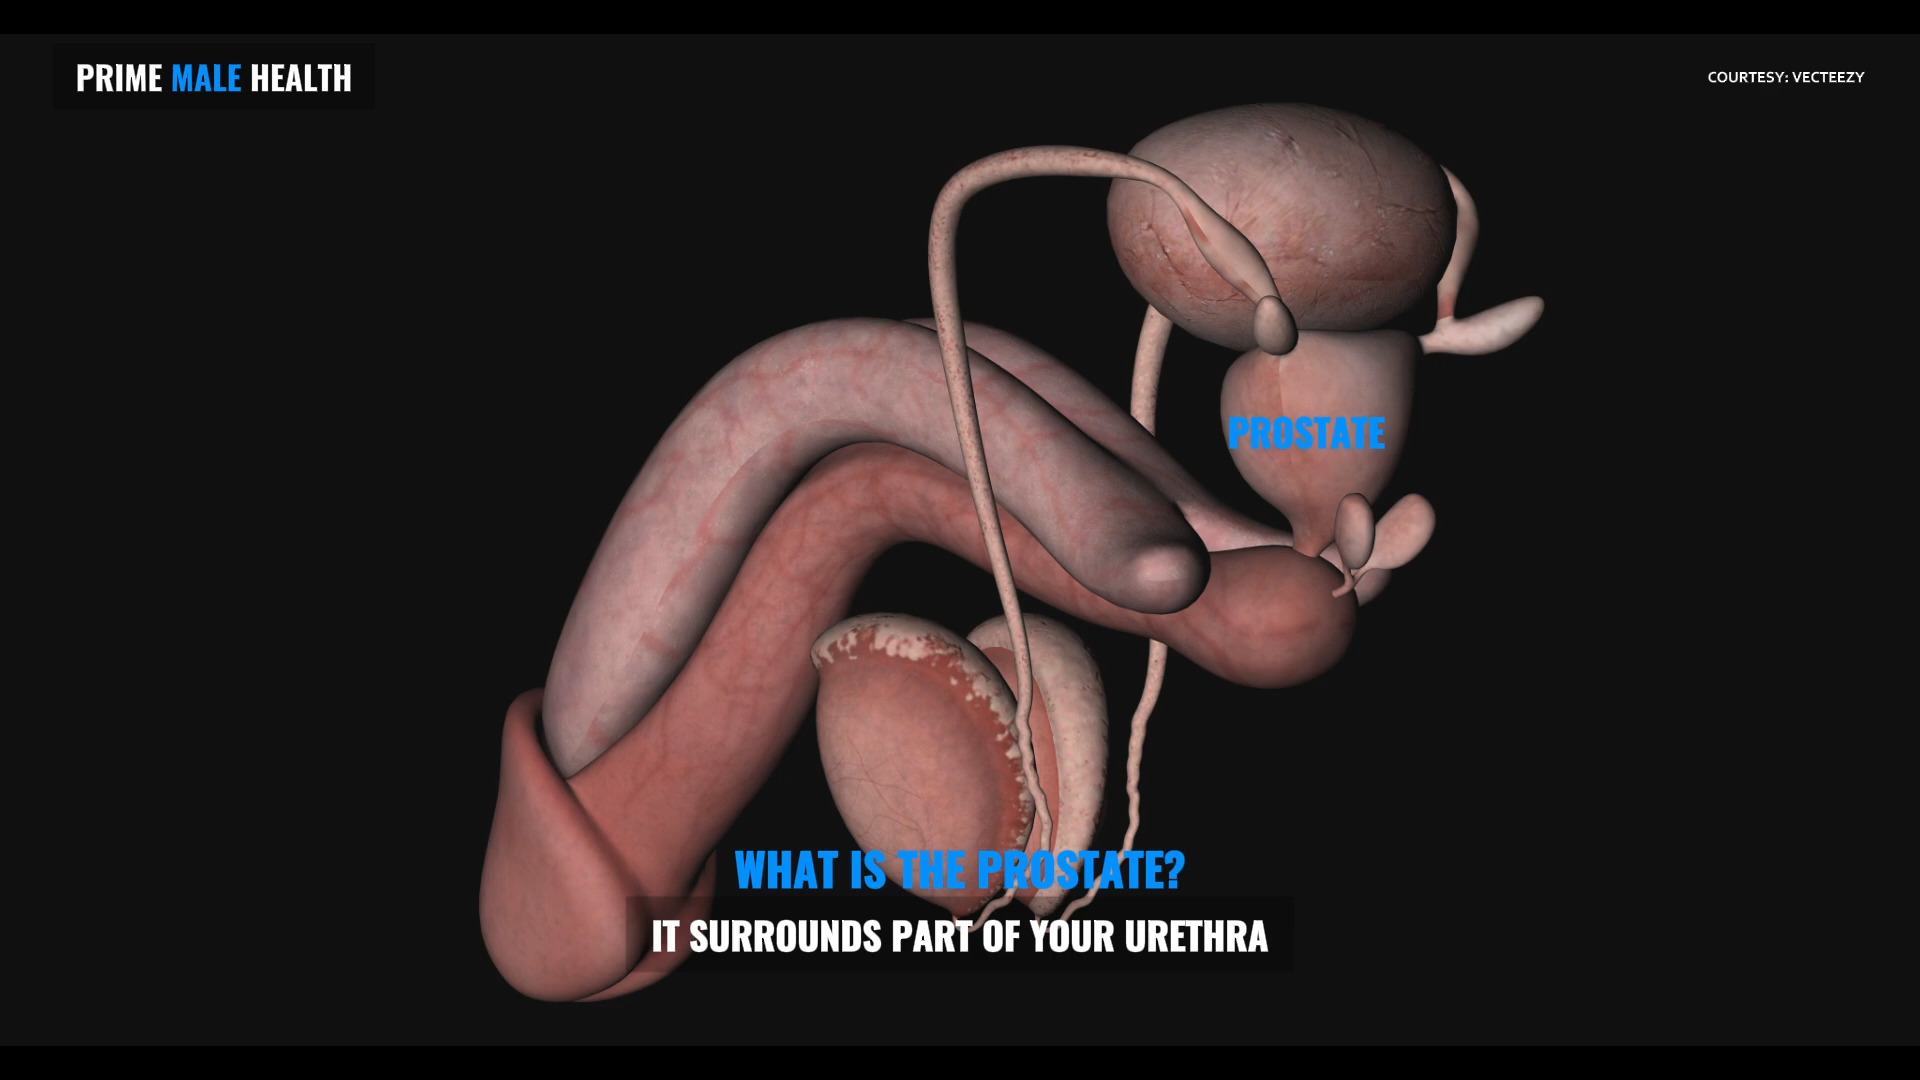 PRIME MALE HEALTH
COURTESY: VECTEEZY
PROSTATE
WHAT IS THE PROSTATE?
IT SURROUNDS PART OF YOUR URETHRA